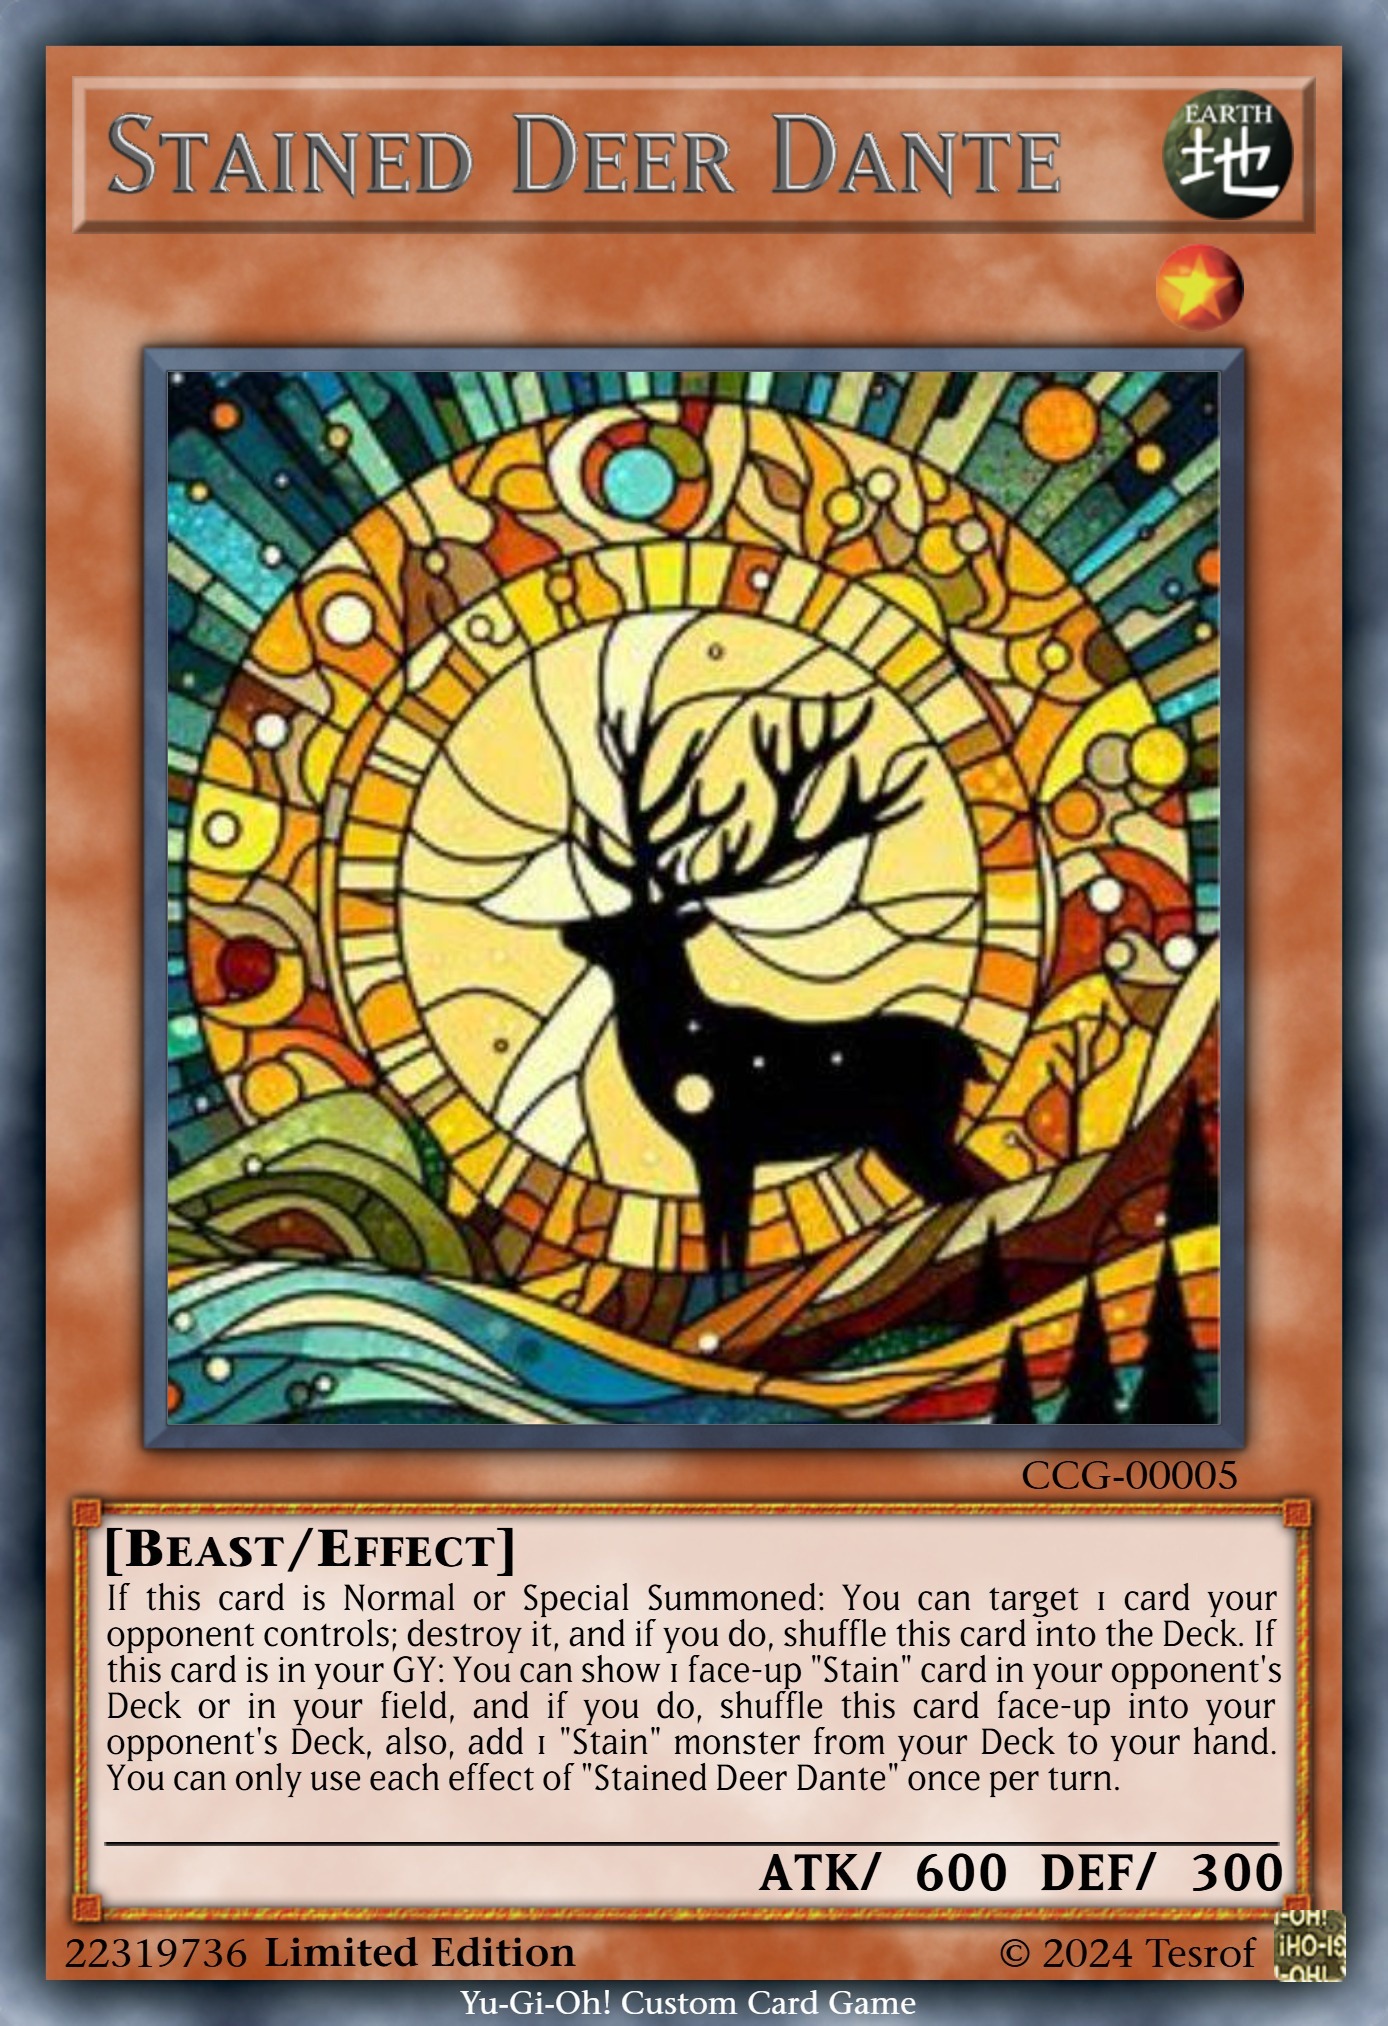 Stained Deer Dante
EARTH
地
CCG-00005
[Beast/Effect]
If this card is Normal or Special Summoned: You can target 1 card your
opponent controls; destroy it, and if you do, shuffle this card into the Deck. If
this card is in your GY: You can show 1 face-up "Stain" card in your opponent's
Deck or in your field, and if you do, shuffle this card face-up into your
opponent's Deck, also, add 1 "Stain" monster from your Deck to your hand.
You can only use each effect of "Stained Deer Dante" once per turn.
ATK/ 600 DEF/ 300
22319736 Limited Edition
© 2024 Tesrof
Yu-Gi-Oh! Custom Card Game